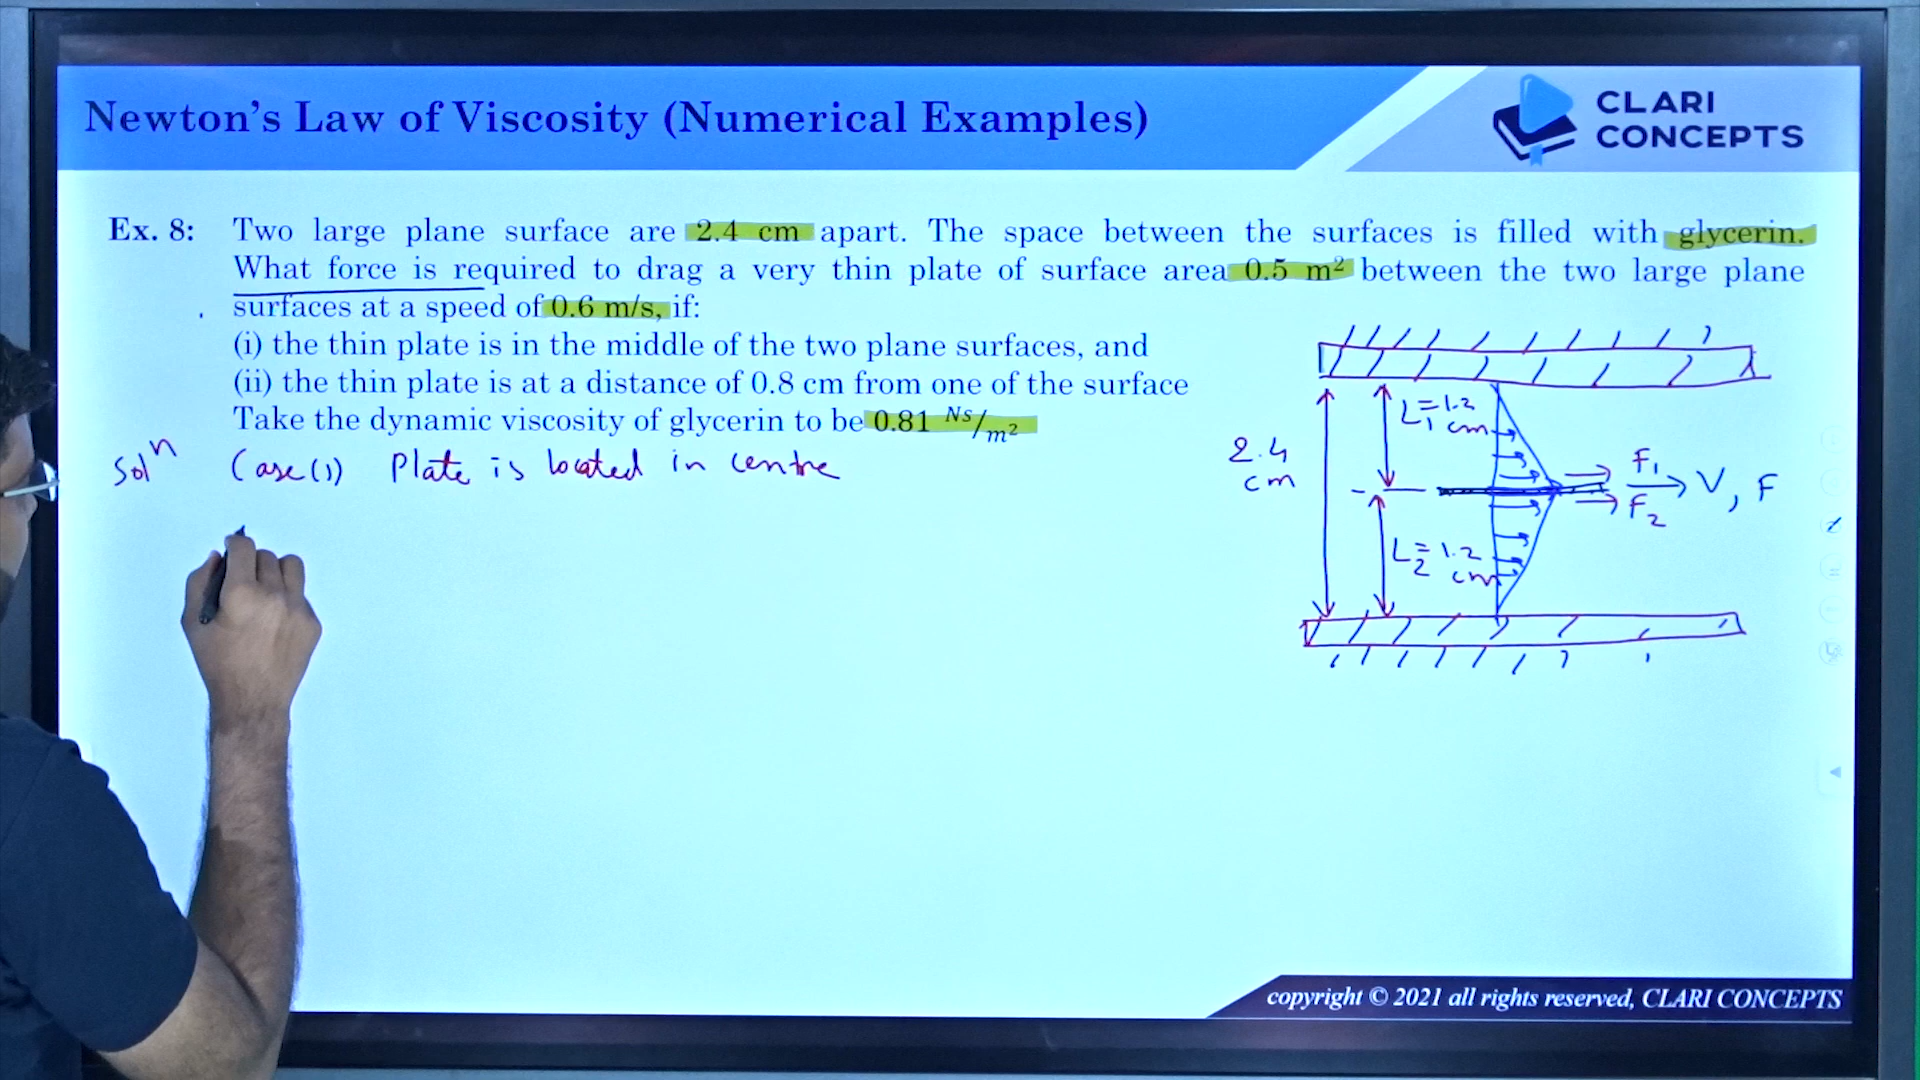 Newton's Law of Viscosity (Numerical Examples)
CLARI
CONCEPTS
Ex. 8: Two large plane surface are 2.4 cm apart. The space between the surfaces is filled with glycerin.
What force is required to drag a very thin plate of surface area 0.5 m² between the two large plane
surfaces at a speed of 0.6 m/s, if:
(i) the thin plate is in the middle of the two plane surfaces, and
(ii) the thin plate is at a distance of 0.8 cm from one of the surface
Take the dynamic viscosity of glycerin to be 0.81 Ns/m²
Solⁿ Case(1) Plate is located in centre
L₁=1.2
cm
2.4
cm
F₁
F₂
V, F
L₂=1.2
cm
copyright © 2021 all rights reserved, CLARI CONCEPTS